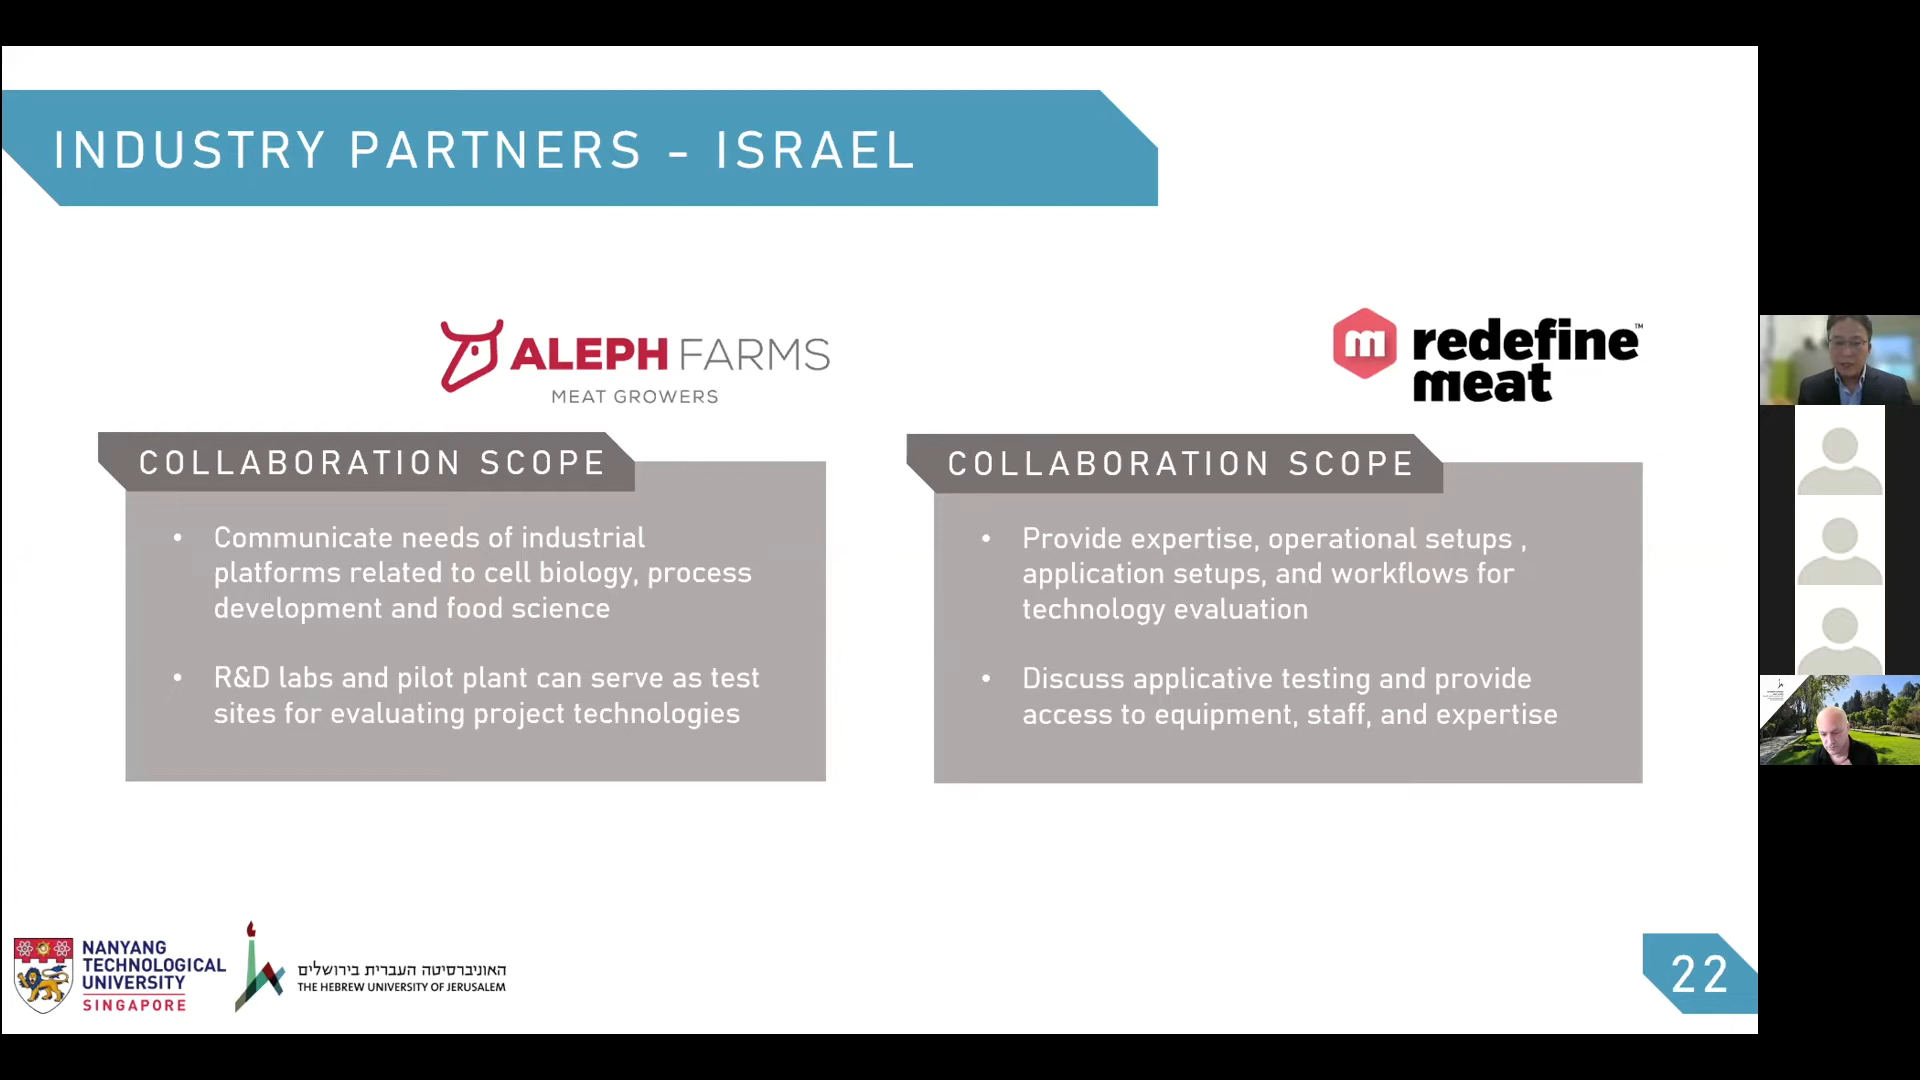 INDUSTRY PARTNERS - ISRAEL
ALEPH FARMS
MEAT GROWERS
COLLABORATION SCOPE
• Communicate needs of industrial
platforms related to cell biology, process
development and food science
• R&D labs and pilot plant can serve as test
sites for evaluating project technologies
m redefine™
meat
COLLABORATION SCOPE
• Provide expertise, operational setups ,
application setups, and workflows for
technology evaluation
• Discuss applicative testing and provide
access to equipment, staff, and expertise
NANYANG
TECHNOLOGICAL
UNIVERSITY
SINGAPORE
האוניברסיטה העברית בירושלים
THE HEBREW UNIVERSITY OF JERUSALEM
22